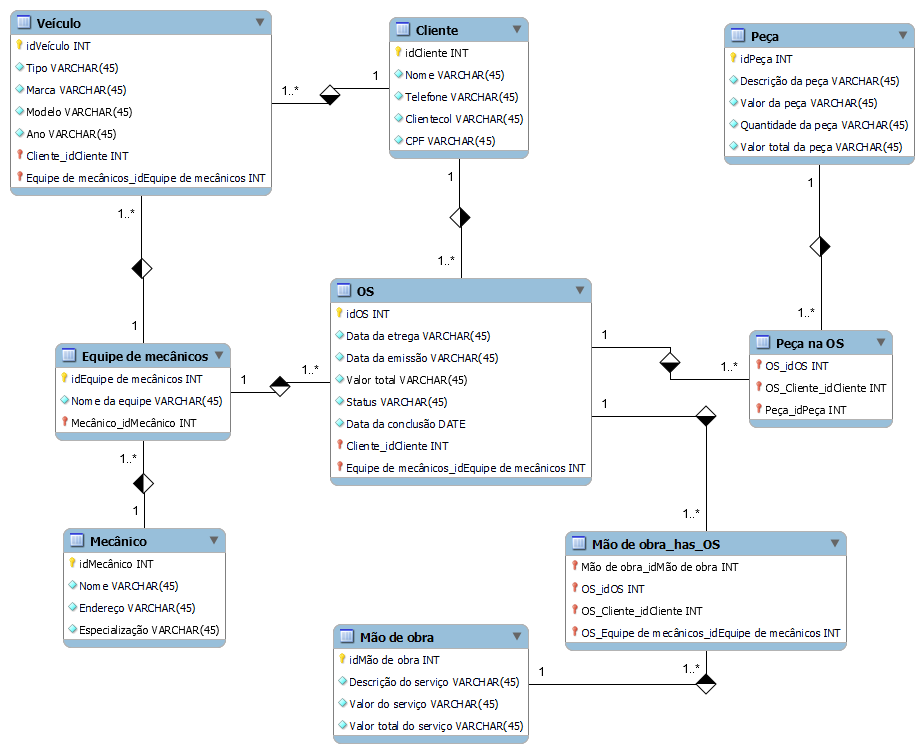 Veículo
idVeículo INT
Tipo VARCHAR(45)
Marca VARCHAR(45)
Modelo VARCHAR(45)
Ano VARCHAR(45)
Cliente_idCliente INT
Equipe de mecânicos_idEquipe de mecânicos INT
1..*
1
Cliente
idCliente INT
Nome VARCHAR(45)
Telefone VARCHAR(45)
Clientecol VARCHAR(45)
CPF VARCHAR(45)
Peça
idPeça INT
Descrição da peça VARCHAR(45)
Valor da peça VARCHAR(45)
Quantidade da peça VARCHAR(45)
Valor total da peça VARCHAR(45)
1..*
1
1
1..*
1
1..*
OS
idOS INT
Data da etrega VARCHAR(45)
Data da emissão VARCHAR(45)
Valor total VARCHAR(45)
Status VARCHAR(45)
Data da conclusão DATE
Cliente_idCliente INT
Equipe de mecânicos_idEquipe de mecânicos INT
Equipe de mecânicos
idEquipe de mecânicos INT
Nome da equipe VARCHAR(45)
Mecânico_idMecânico INT
1
1..*
1
1..*
Peça na OS
OS_idOS INT
OS_Cliente_idCliente INT
Peça_idPeça INT
1
1..*
1..*
1
Mecânico
idMecânico INT
Nome VARCHAR(45)
Endereço VARCHAR(45)
Especialização VARCHAR(45)
Mão de obra_has_OS
Mão de obra_idMão de obra INT
OS_idOS INT
OS_Cliente_idCliente INT
OS_Equipe de mecânicos_idEquipe de mecânicos INT
Mão de obra
idMão de obra INT
Descrição do serviço VARCHAR(45)
Valor do serviço VARCHAR(45)
Valor total do serviço VARCHAR(45)
1
1..*